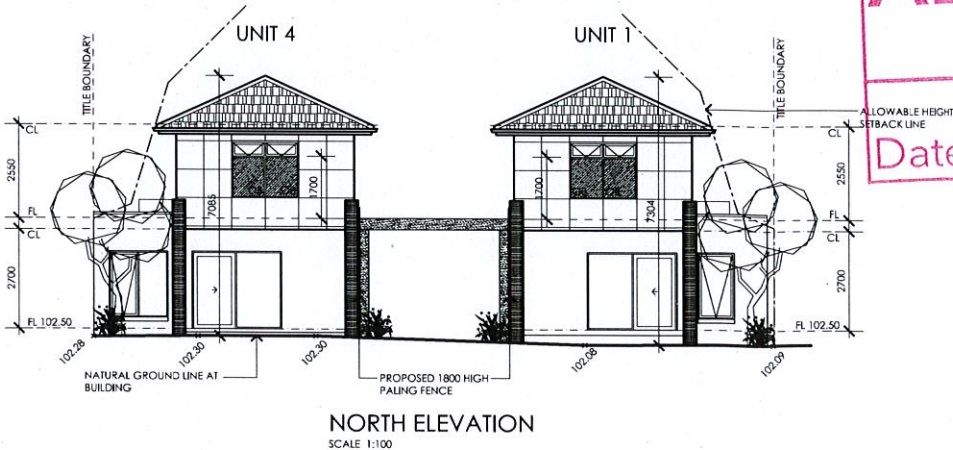 UNIT 4
UNIT 1
TITLE BOUNDARY
TITLE BOUNDARY
ALLOWABLE HEIGHT
SETBACK LINE
Date
CL
CL
2550
2550
7085
1700
1700
7304
FL
FL
CL
CL
2700
2700
FL 102.50
FL 102.50
102.28
102.30
102.30
102.08
102.09
NATURAL GROUND LINE AT
BUILDING
PROPOSED 1800 HIGH
PALING FENCE
NORTH ELEVATION
SCALE 1:100